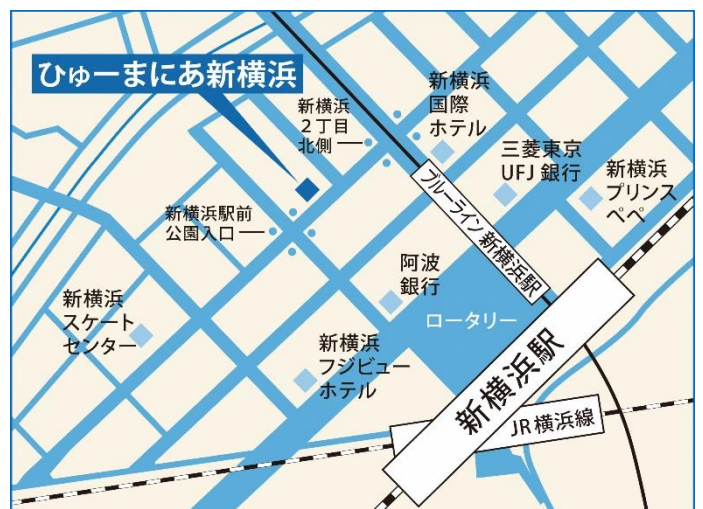 ひゅーまにあ新横浜
新横浜
２丁目
北側
新横浜
国際
ホテル
三菱東京
UFJ 銀行
新横浜
プリンス
ペペ
新横浜駅前
公園入口
ブルーライン 新横浜駅
阿波
銀行
ロータリー
新横浜
スケート
センター
新横浜
フジビュー
ホテル
新横浜駅
JR 横浜線